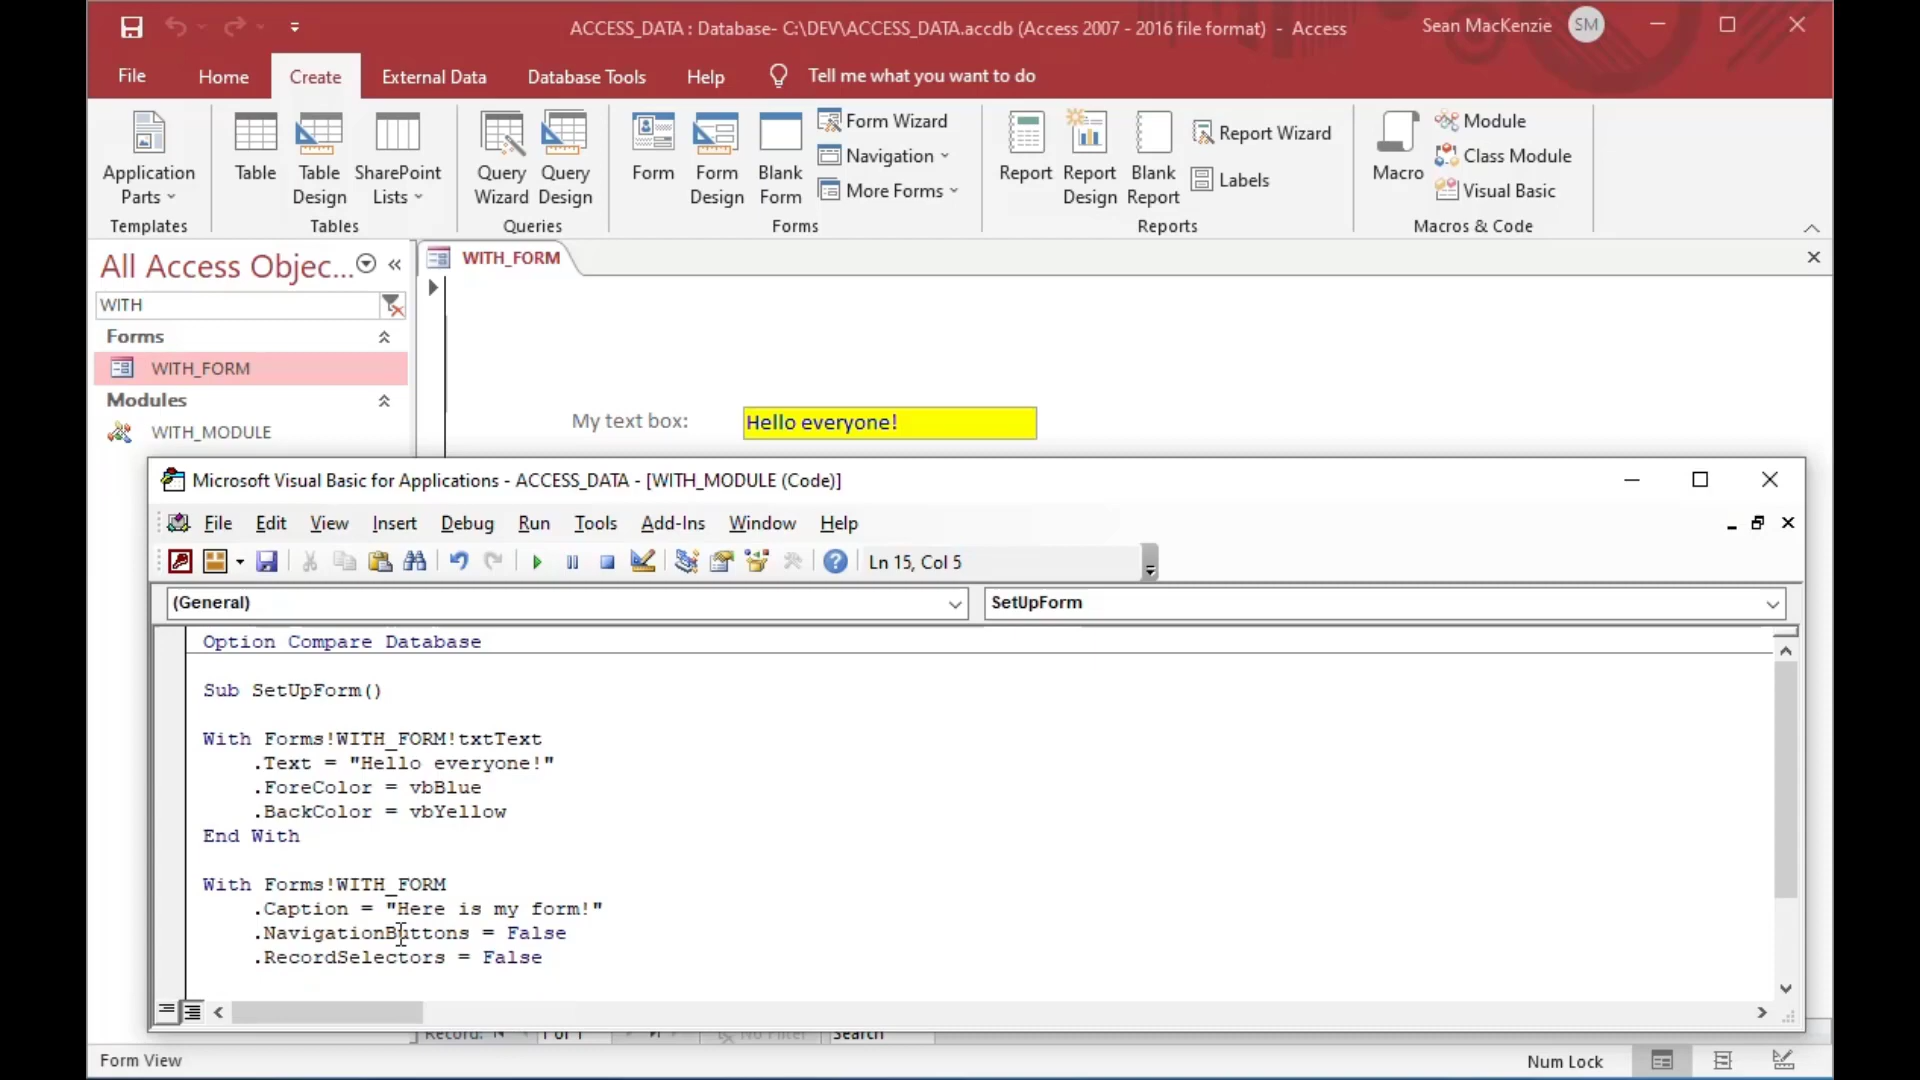 ACCESS_DATA : Database- C:\DEV\ACCESS_DATA.accdb (Access 2007 - 2016 file format) - Access
Sean MacKenzie
SM
File
Home
Create
External Data
Database Tools
Help
Tell me what you want to do
Application
Parts
Templates
Table
Table
Design
SharePoint
Lists
Tables
Query
Wizard
Query
Design
Queries
Form
Form
Design
Blank
Form
Form Wizard
Navigation
More Forms
Forms
Report
Report
Design
Blank
Report
Report Wizard
Labels
Reports
Macro
Module
Class Module
Visual Basic
Macros & Code
All Access Objec...
WITH
Forms
WITH_FORM
Modules
WITH_MODULE
WITH_FORM
My text box:
Hello everyone!
Microsoft Visual Basic for Applications - ACCESS_DATA - [WITH_MODULE (Code)]
File Edit View Insert Debug Run Tools Add-Ins Window Help
Ln 15, Col 5
(General)
SetUpForm
Option Compare Database
Sub SetUpForm()
With Forms!WITH_FORM!txtText
.Text = "Hello everyone!"
.ForeColor = vbBlue
.BackColor = vbYellow
End With
With Forms!WITH_FORM
.Caption = "Here is my form!"
.NavigationButtons = False
.RecordSelectors = False
Record: 1 of 1 No Filter Search
Form View
Num Lock